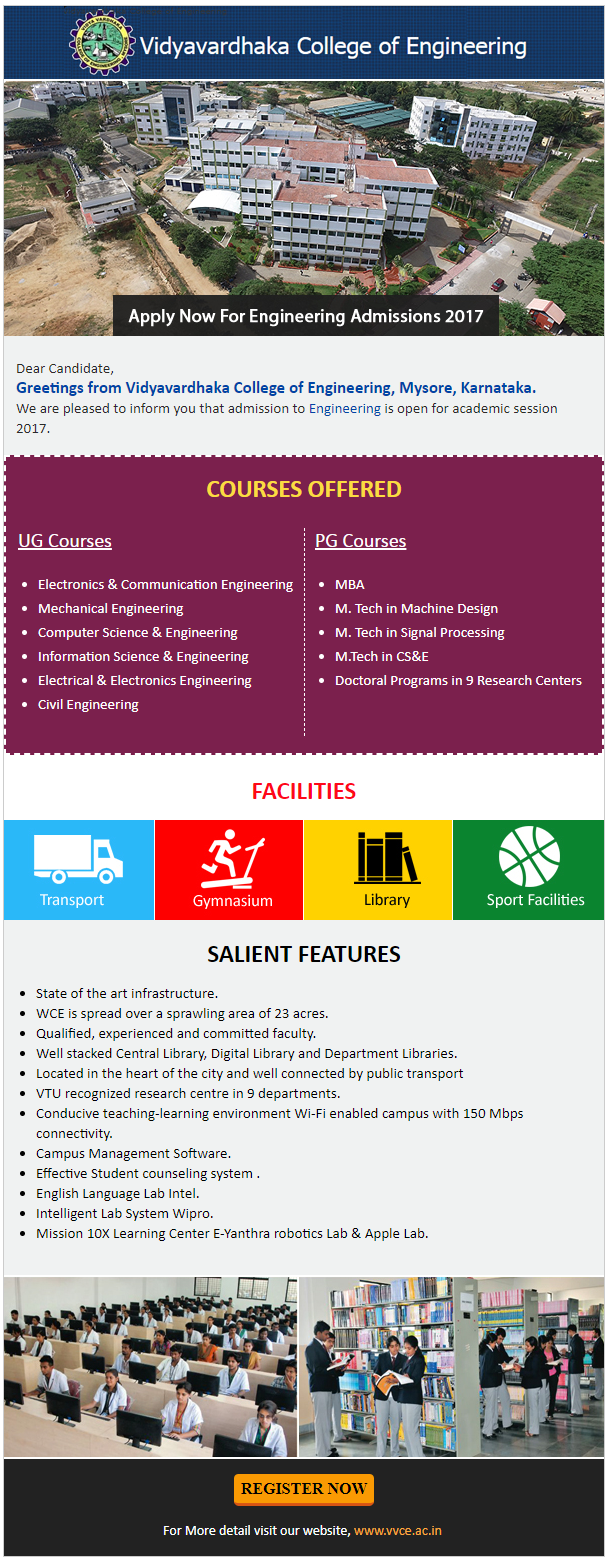 Vidyavardhaka College of Engineering
Apply Now For Engineering Admissions 2017
Dear Candidate,
Greetings from Vidyavardhaka College of Engineering, Mysore, Karnataka.
We are pleased to inform you that admission to Engineering is open for academic session
2017.
COURSES OFFERED
UG Courses
Electronics & Communication Engineering
Mechanical Engineering
Computer Science & Engineering
Information Science & Engineering
Electrical & Electronics Engineering
Civil Engineering
PG Courses
MBA
M. Tech in Machine Design
M. Tech in Signal Processing
M.Tech in CS&E
Doctoral Programs in 9 Research Centers
FACILITIES
Transport
Gymnasium
Library
Sport Facilities
SALIENT FEATURES
State of the art infrastructure.
WCE is spread over a sprawling area of 23 acres.
Qualified, experienced and committed faculty.
Well stacked Central Library, Digital Library and Department Libraries.
Located in the heart of the city and well connected by public transport
VTU recognized research centre in 9 departments.
Conducive teaching-learning environment Wi-Fi enabled campus with 150 Mbps
connectivity.
Campus Management Software.
Effective Student counseling system .
English Language Lab Intel.
Intelligent Lab System Wipro.
Mission 10X Learning Center E-Yanthra robotics Lab & Apple Lab.
REGISTER NOW
For More detail visit our website, www.vvce.ac.in